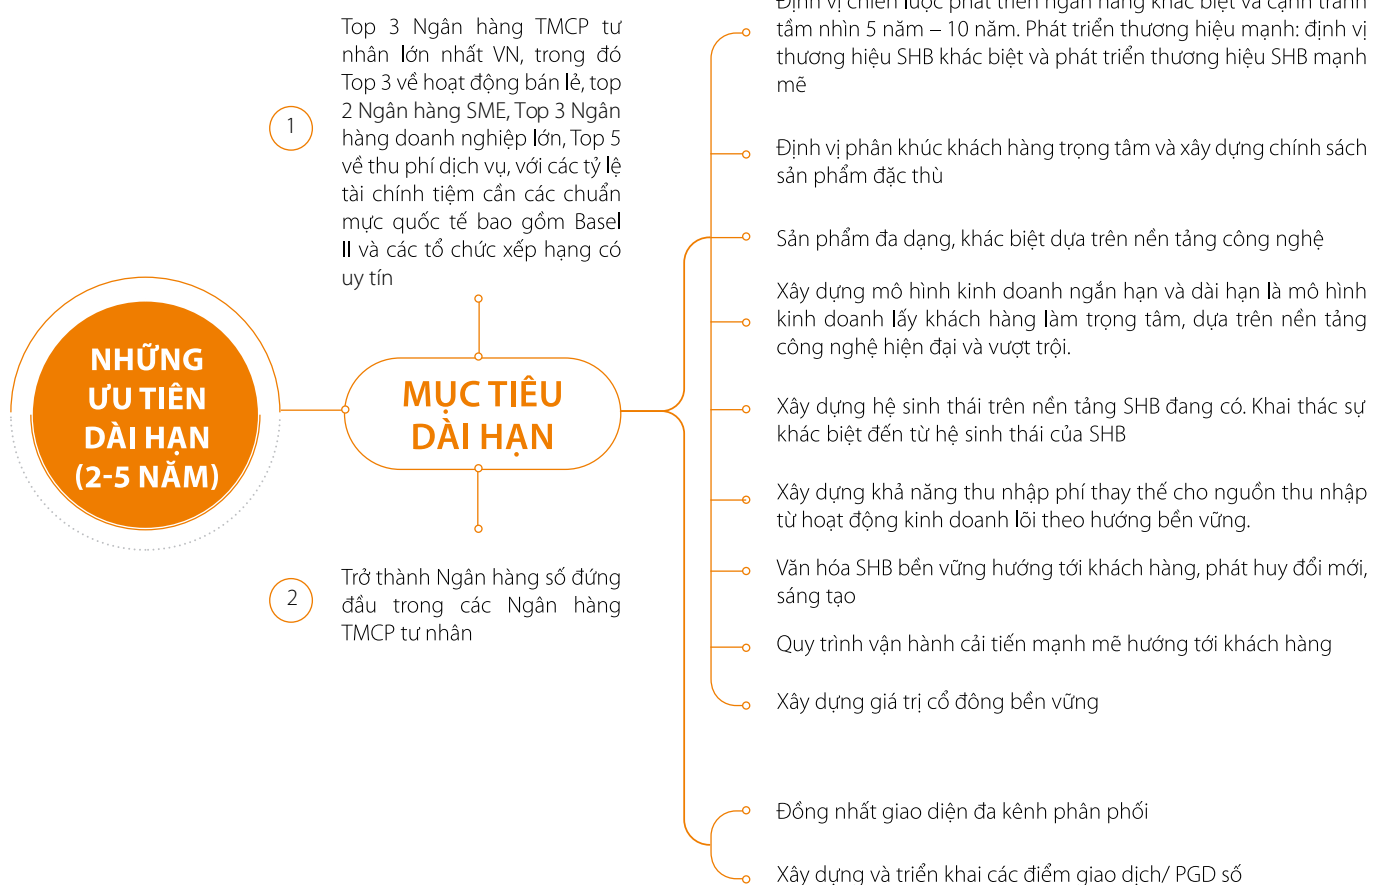 NHỮNG
ƯU TIÊN
DÀI HẠN
(2-5 NĂM)
1
Top 3 Ngân hàng TMCP tư
nhân lớn nhất VN, trong đó
Top 3 về hoạt động bán lẻ, top
2 Ngân hàng SME, Top 3 Ngân
hàng doanh nghiệp lớn, Top 5
về thu phí dịch vụ, với các tỷ lệ
tài chính tiệm cần các chuẩn
mực quốc tế bao gồm Basel
II và các tổ chức xếp hạng có
uy tín
MỤC TIÊU
DÀI HẠN
2
Trở thành Ngân hàng số đứng
đầu trong các Ngân hàng
TMCP tư nhân
Định vị chiến lược phát triển ngân hàng khác biệt và cạnh tranh
tầm nhìn 5 năm – 10 năm. Phát triển thương hiệu mạnh: định vị
thương hiệu SHB khác biệt và phát triển thương hiệu SHB mạnh
mẽ
Định vị phân khúc khách hàng trọng tâm và xây dựng chính sách
sản phẩm đặc thù
Sản phẩm đa dạng, khác biệt dựa trên nền tảng công nghệ
Xây dựng mô hình kinh doanh ngắn hạn và dài hạn là mô hình
kinh doanh lấy khách hàng làm trọng tâm, dựa trên nền tảng
công nghệ hiện đại và vượt trội.
Xây dựng hệ sinh thái trên nền tảng SHB đang có. Khai thác sự
khác biệt đến từ hệ sinh thái của SHB
Xây dựng khả năng thu nhập phí thay thế cho nguồn thu nhập
từ hoạt động kinh doanh lõi theo hướng bền vững.
Văn hóa SHB bền vững hướng tới khách hàng, phát huy đổi mới,
sáng tạo
Quy trình vận hành cải tiến mạnh mẽ hướng tới khách hàng
Xây dựng giá trị cổ đông bền vững
Đồng nhất giao diện đa kênh phân phối
Xây dựng và triển khai các điểm giao dịch/ PGD số